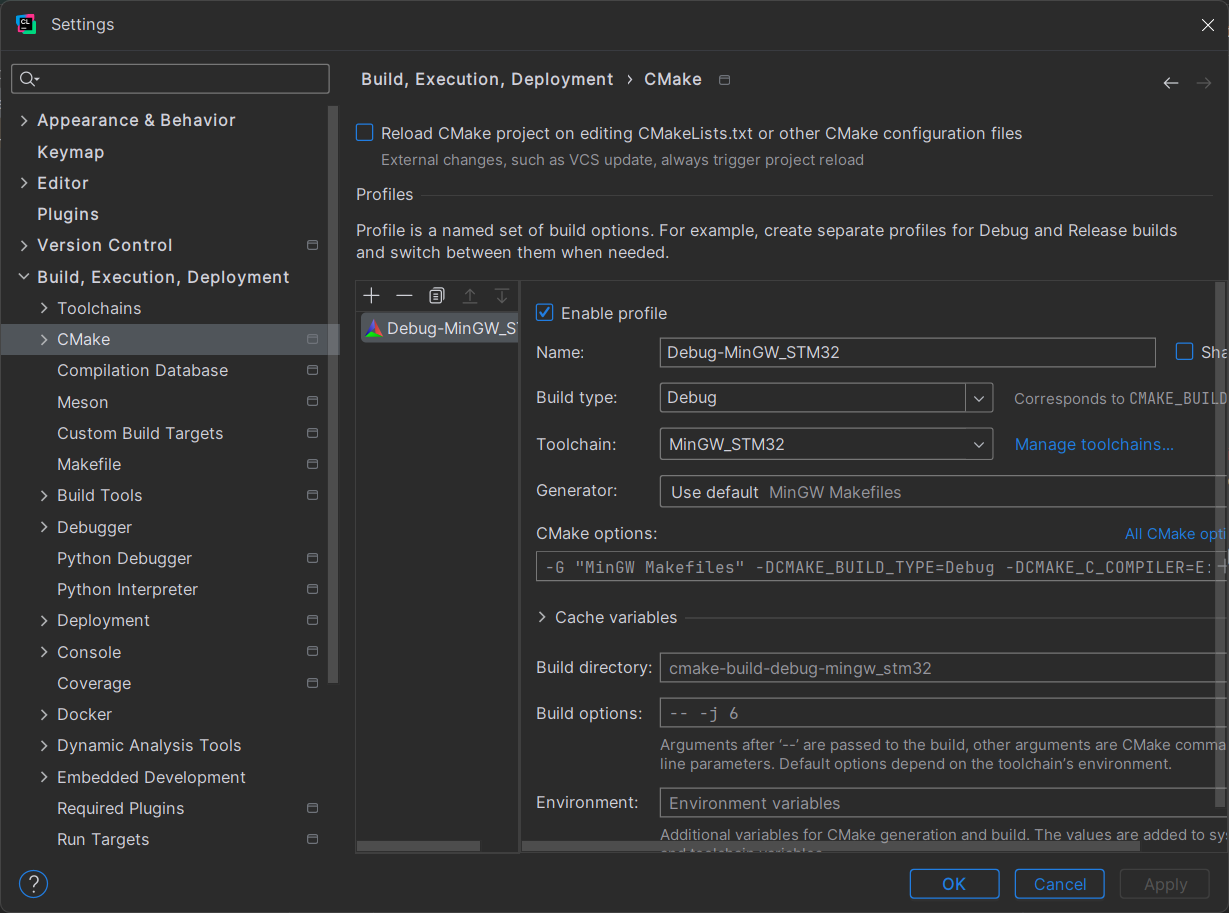 Settings
Build, Execution, Deployment › CMake
Appearance & Behavior
Keymap
Editor
Plugins
Version Control
Build, Execution, Deployment
Toolchains
CMake
Compilation Database
Meson
Custom Build Targets
Makefile
Build Tools
Debugger
Python Debugger
Python Interpreter
Deployment
Console
Coverage
Docker
Dynamic Analysis Tools
Embedded Development
Required Plugins
Run Targets
Reload CMake project on editing CMakeLists.txt or other CMake configuration files
External changes, such as VCS update, always trigger project reload
Profiles
Profile is a named set of build options. For example, create separate profiles for Debug and Release builds
and switch between them when needed.
Debug-MinGW_S
Enable profile
Name: Debug-MinGW_STM32 Sha
Build type: Debug Corresponds to CMAKE_BUILD
Toolchain: MinGW_STM32 Manage toolchains...
Generator: Use default MinGW Makefiles
CMake options: All CMake opti
-G "MinGW Makefiles" -DCMAKE_BUILD_TYPE=Debug -DCMAKE_C_COMPILER=E:
Cache variables
Build directory: cmake-build-debug-mingw_stm32
Build options: -- -j 6
Arguments after ‘--’ are passed to the build, other arguments are CMake comma
line parameters. Default options depend on the toolchain’s environment.
Environment: Environment variables
Additional variables for CMake generation and build. The values are added to sy
?
OK
Cancel
Apply